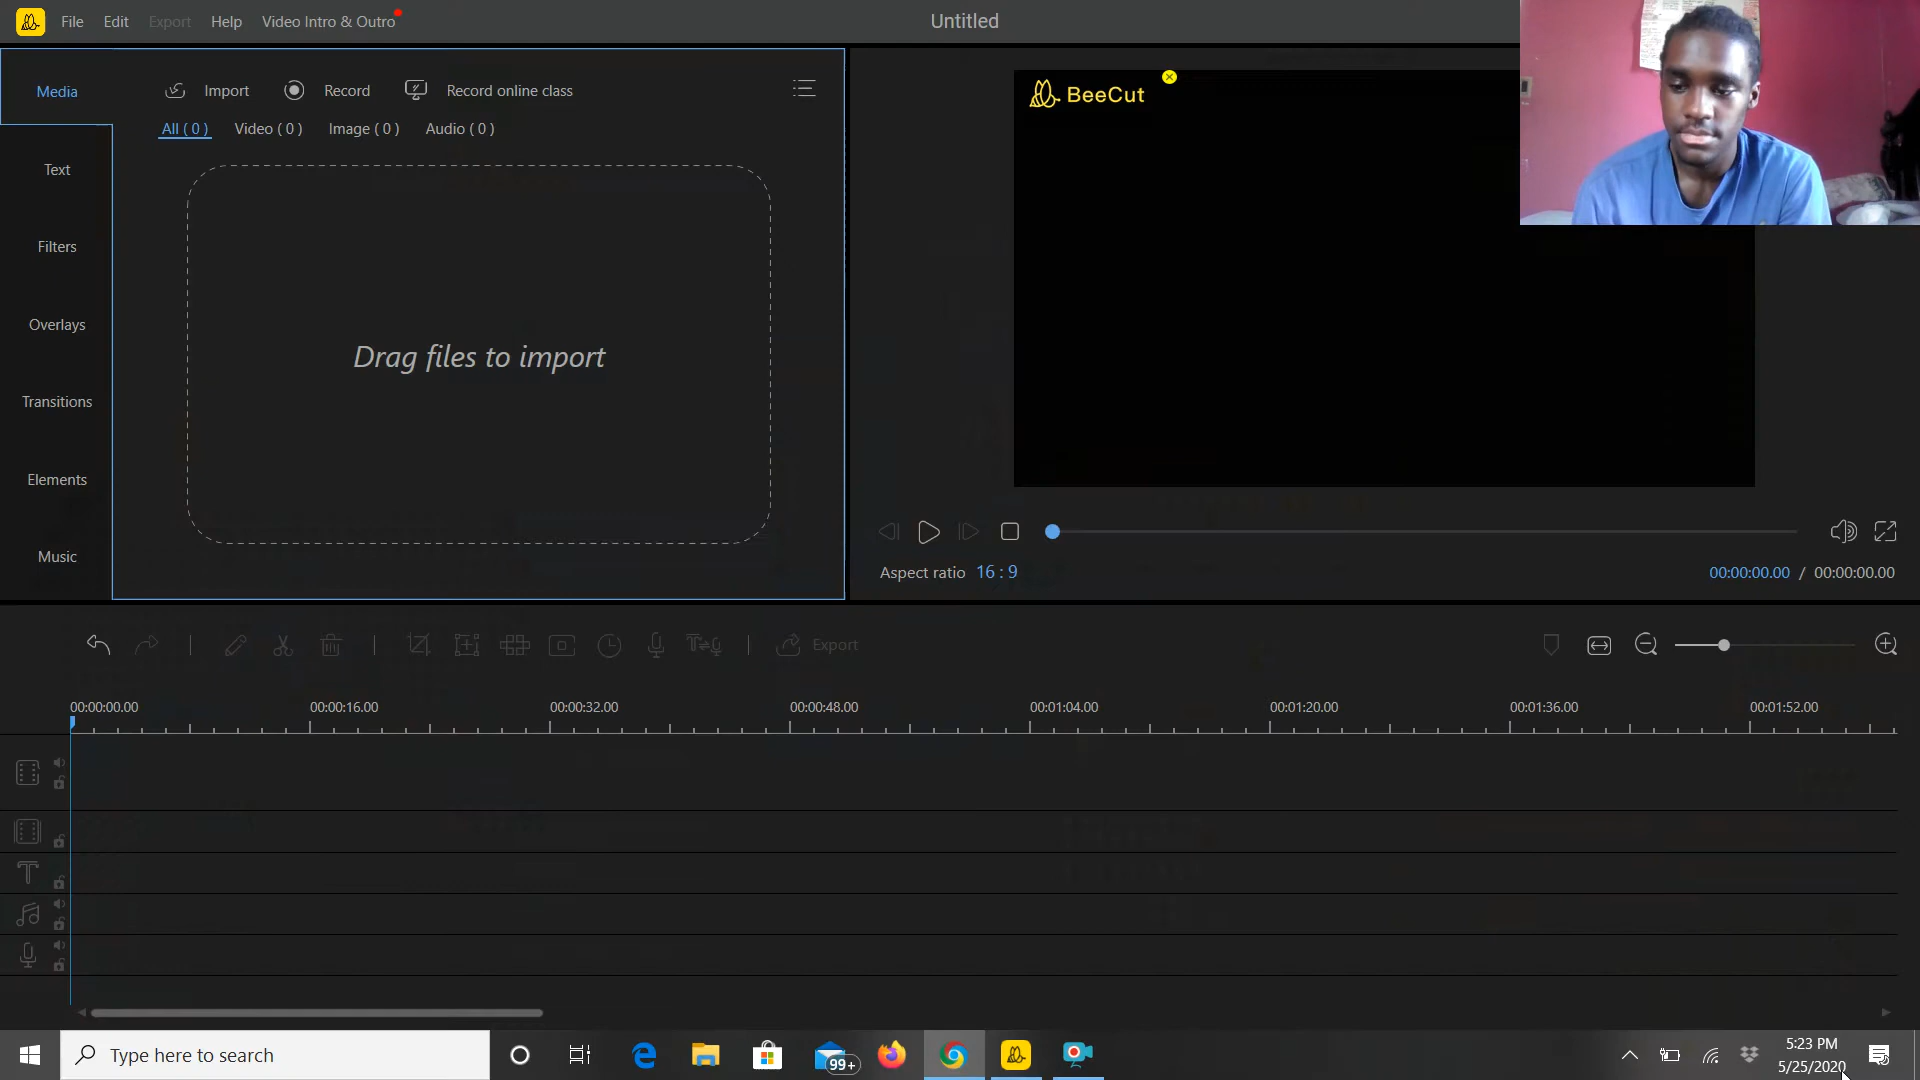 File Edit Export Help Video Intro & Outro
Untitled
Media
Import Record Record online class
All ( 0 ) Video ( 0 ) Image ( 0 ) Audio ( 0 )
Text
Filters
Overlays
Transitions
Elements
Music
Drag files to import
BeeCut
Aspect ratio 16 : 9
00:00:00.00 / 00:00:00.00
Export
00:00:00.00 00:00:16.00 00:00:32.00 00:00:48.00 00:01:04.00 00:01:20.00 00:01:36.00 00:01:52.00
Type here to search
99+
5:23 PM
5/25/2020